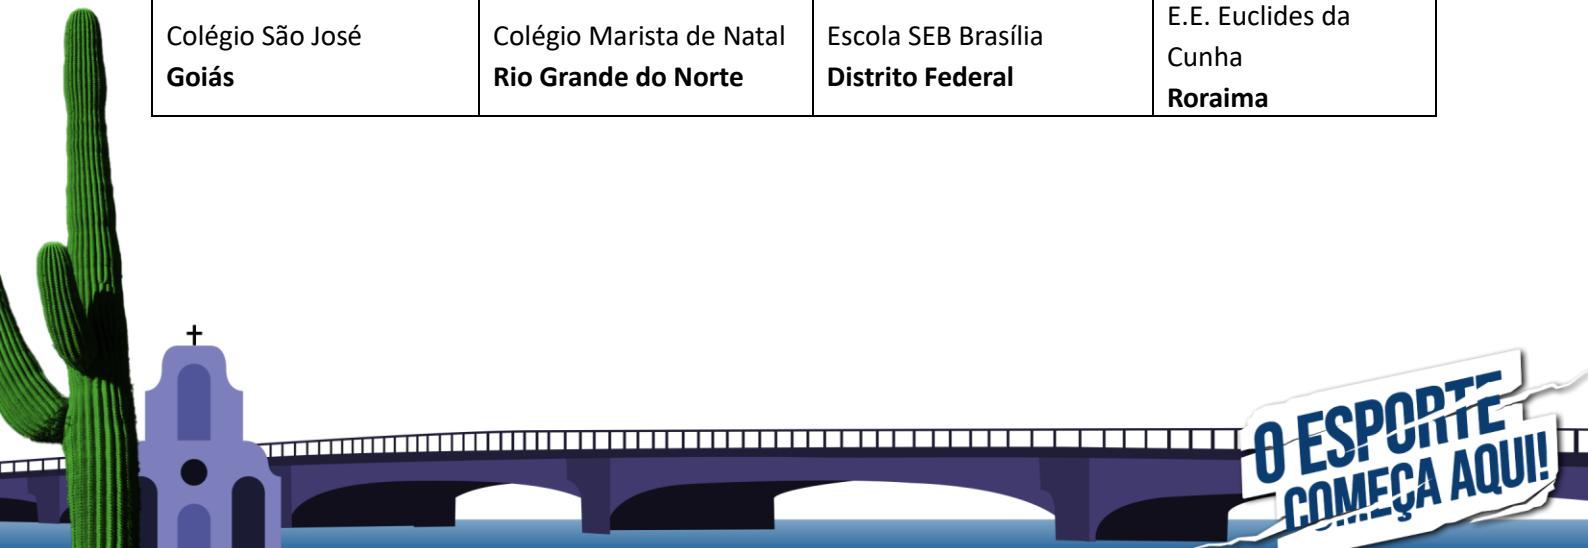 Colégio São José
Goiás
Colégio Marista de Natal
Rio Grande do Norte
Escola SEB Brasília
Distrito Federal
E.E. Euclides da
Cunha
Roraima
O ESPORTE
COMEÇA AQUI!